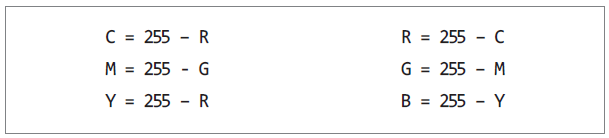 C = 255 – R R = 255 – C
M = 255 - G G = 255 – M
Y = 255 – R B = 255 – Y